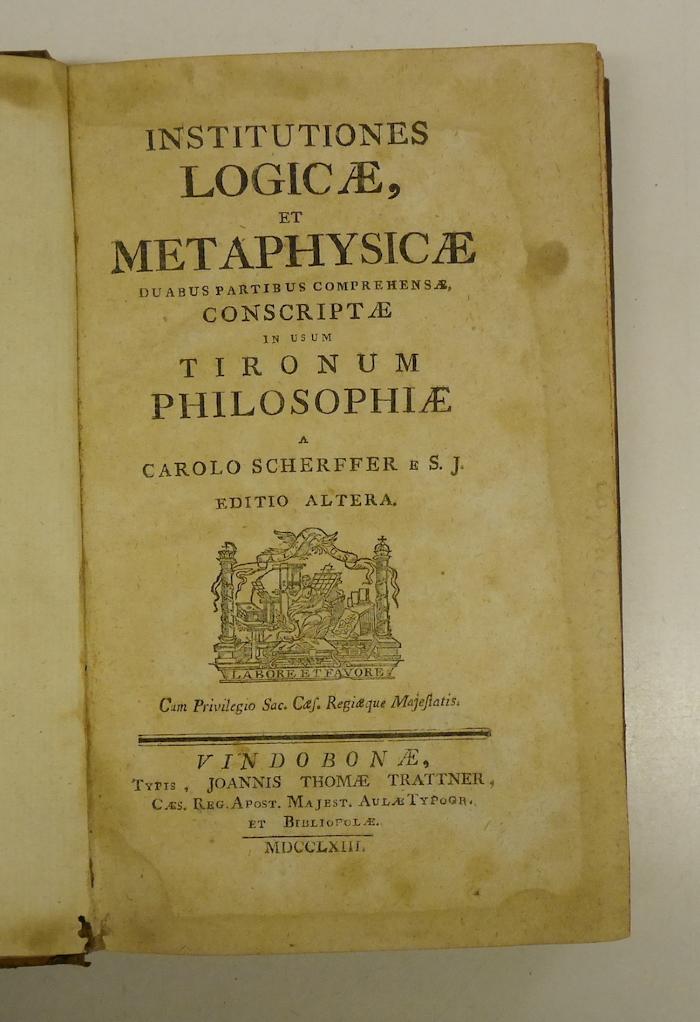 INSTITUTIONES
LOGICÆ,
ET
METAPHYSICÆ
DUABUS PARTIBUS COMPREHENSÆ,
CONSCRIPTÆ
IN USUM
TIRONUM
PHILOSOPHIÆ
A
CAROLO SCHERFFER E S. J.
EDITIO ALTERA.
LABORE ET FAVORE
Cum Privilegio Sac. Cæſ. Regiæque Majeſtatis.
VINDOBONÆ,
TYPIS, JOANNIS THOMÆ TRATTNER,
CÆS. REG. APOST. MAJEST. AULÆ TYPOGR.
ET BIBLIOPOLÆ.
MDCCLXIII.